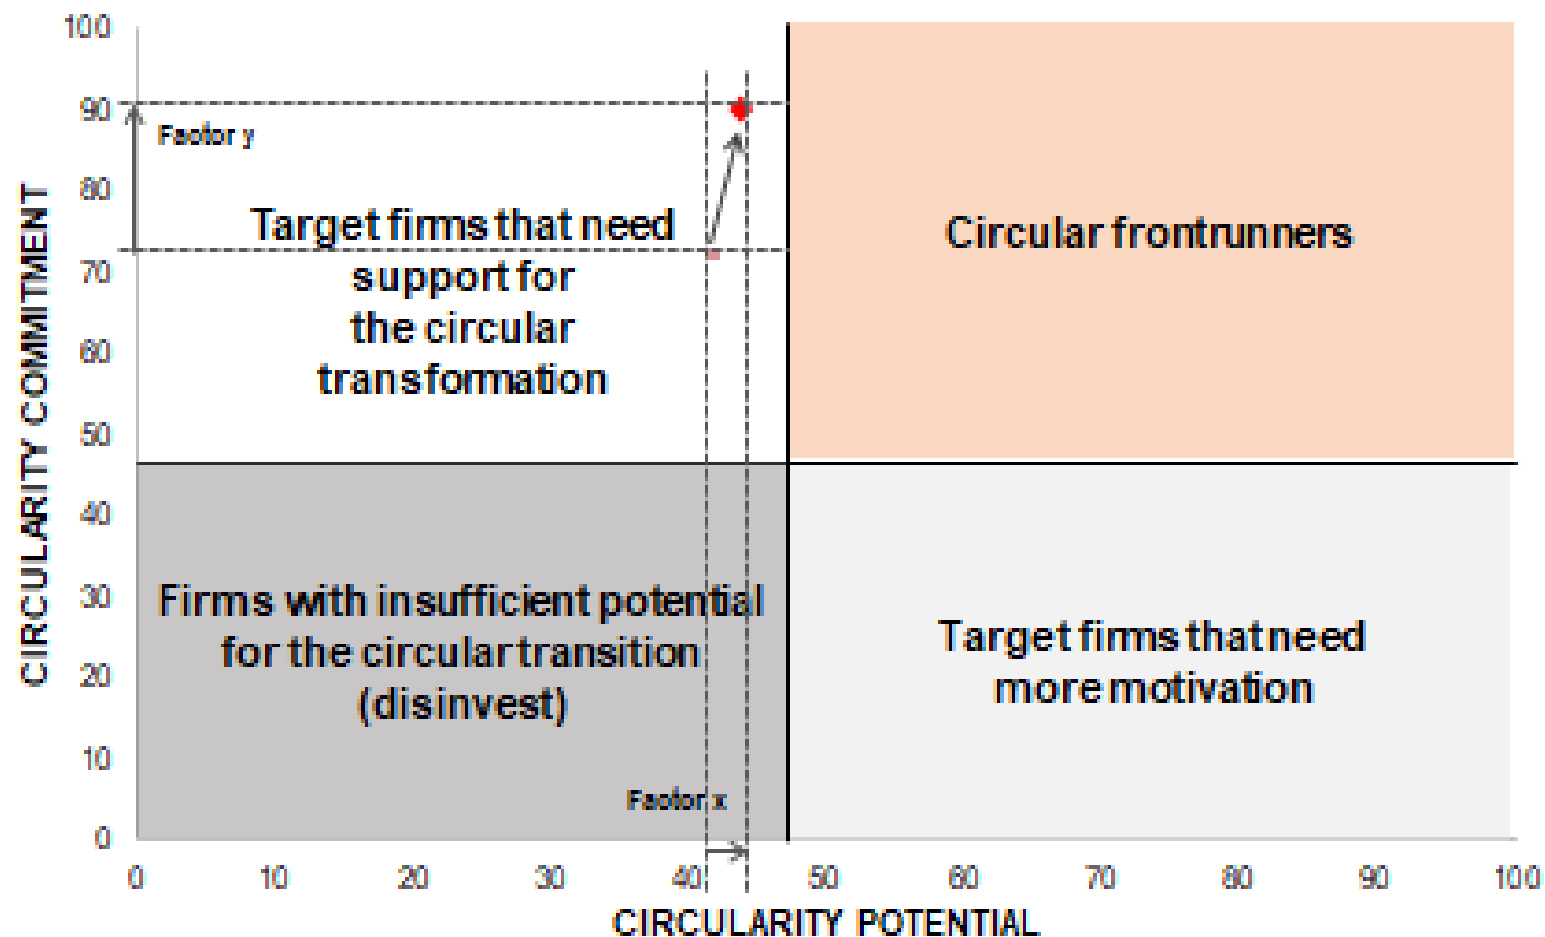 100
90
80
70
60
50
40
30
20
10
0
CIRCULARITY COMMITMENT
Factor y
Target firms that need
support for
the circular
transformation
Circular frontrunners
Firms with insufficient potential
for the circular transition
(disinvest)
Target firms that need
more motivation
Factor x
0 10 20 30 40 50 60 70 80 90 100
CIRCULARITY POTENTIAL